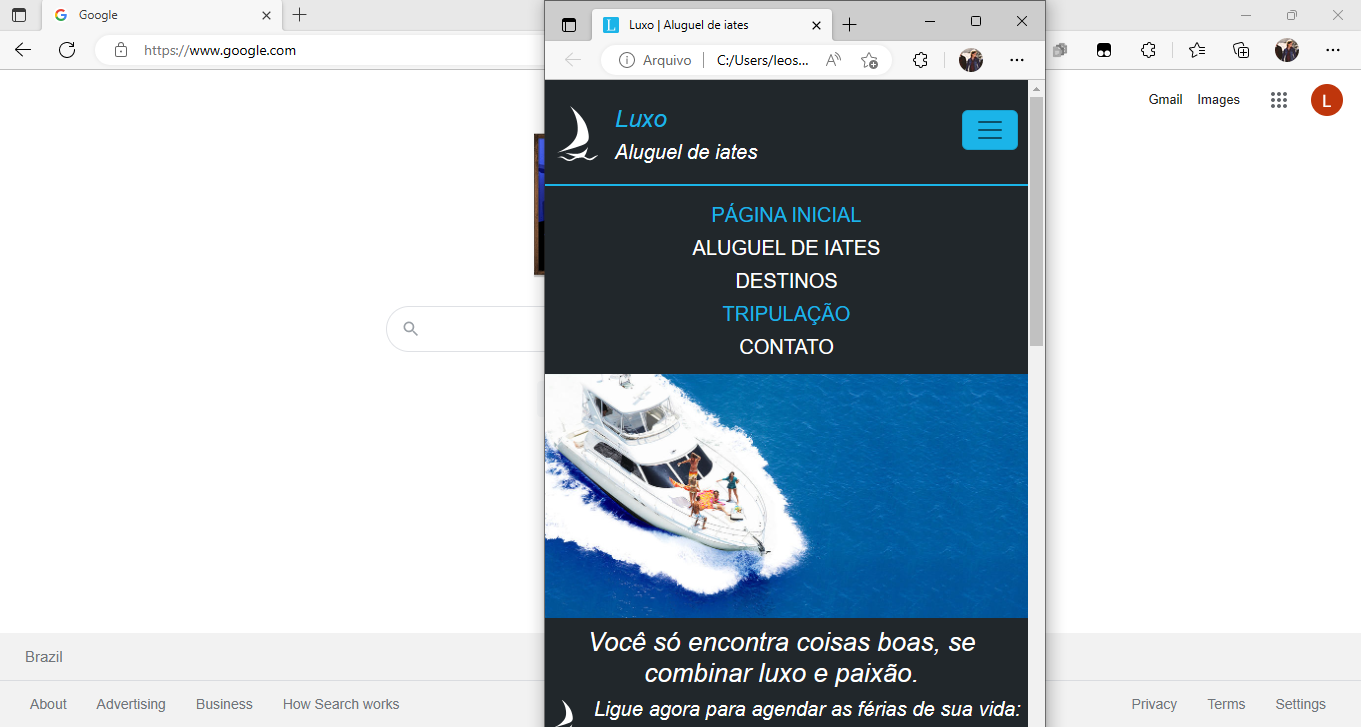 Google
https://www.google.com
Luxo | Aluguel de iates
Arquivo
C:/Users/leos...
Gmail
Images
L
L
Luxo
Aluguel de iates
PÁGINA INICIAL
ALUGUEL DE IATES
DESTINOS
TRIPULAÇÃO
CONTATO
Você só encontra coisas boas, se
combinar luxo e paixão.
Ligue agora para agendar as férias de sua vida:
Brazil
About
Advertising
Business
How Search works
Privacy
Terms
Settings